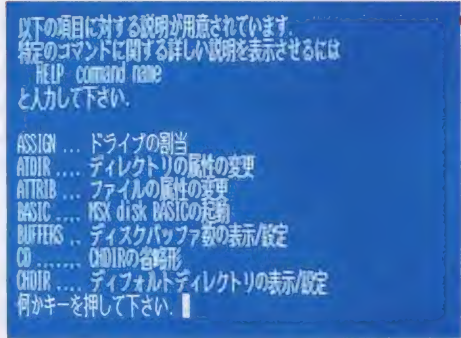 以下の項目に対する説明が用意されています.
特定のコマンドに関する詳しい説明を表示させるには
HELP command name
と入力して下さい.
ASSIGN ... ドライブの割当
ATDIR .... ディレクトリの属性の変更
ATTRIB ... ファイルの属性の変更
BASIC .... MSX disk BASICの起動
BUFFERS .. ディスクバッファ数の表示/設定
CD ....... CHDIRの省略形
CHDIR .... ディフォルトディレクトリの表示/設定
何かキーを押して下さい.